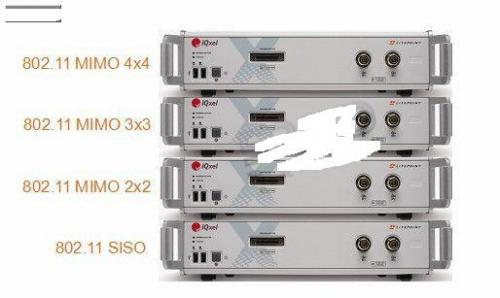 802.11 MIMO 4x4
iQxel
LITEPOINT
802.11 MIMO 3x3
iQxel
LITEPOINT
802.11 MIMO 2x2
iQxel
LITEPOINT
802.11 SISO
iQxel
LITEPOINT